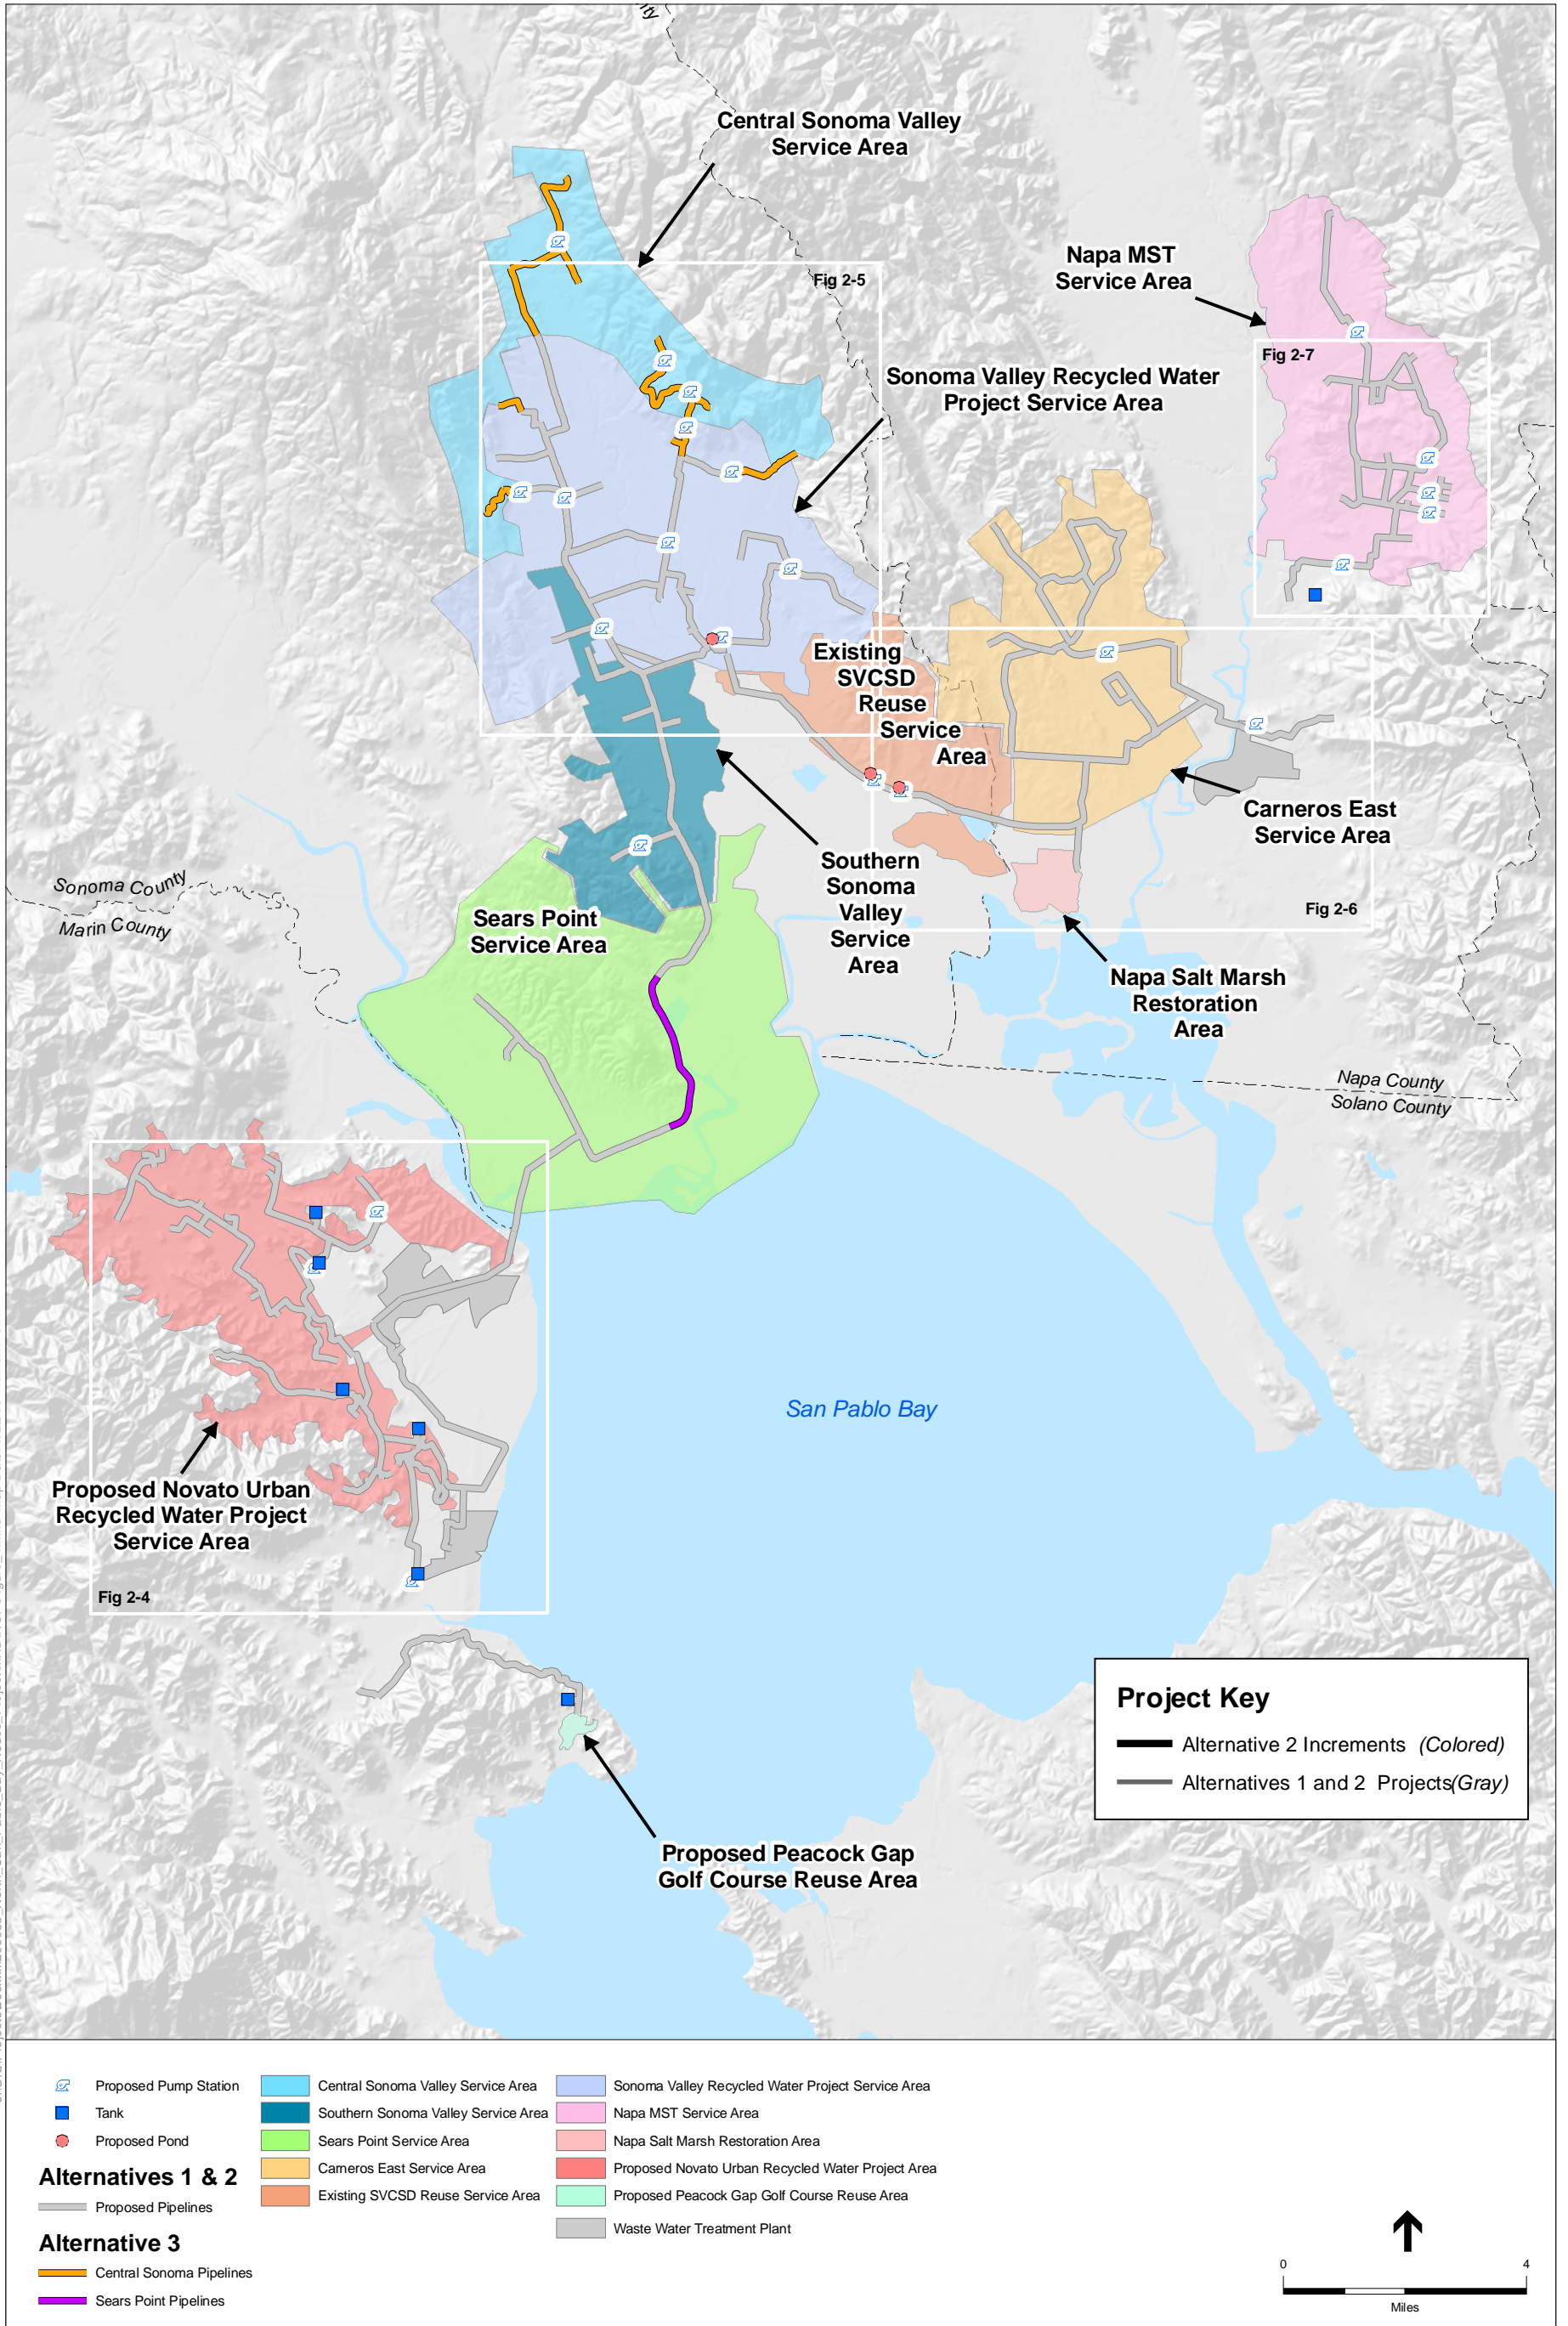 ty
Central Sonoma Valley
Service Area
Napa MST
Service Area
Fig 2-5
Fig 2-7
Sonoma Valley Recycled Water
Project Service Area
Existing
SVCSD
Reuse
Service
Area
Carneros East
Service Area
Southern
Sonoma
Valley
Service
Area
Sonoma County
Marin County
Sears Point
Service Area
Fig 2-6
Napa Salt Marsh
Restoration
Area
Napa County
Solano County
San Pablo Bay
Proposed Novato Urban
Recycled Water Project
Service Area
Fig 2-4
Proposed Peacock Gap
Golf Course Reuse Area
Project Key
Alternative 2 Increments (Colored)
Alternatives 1 and 2 Projects(Gray)
Proposed Pump Station
Tank
Proposed Pond
Alternatives 1 & 2
Proposed Pipelines
Alternative 3
Central Sonoma Pipelines
Sears Point Pipelines
Central Sonoma Valley Service Area
Southern Sonoma Valley Service Area
Sears Point Service Area
Carneros East Service Area
Existing SVCSD Reuse Service Area
Sonoma Valley Recycled Water Project Service Area
Napa MST Service Area
Napa Salt Marsh Restoration Area
Proposed Novato Urban Recycled Water Project Area
Proposed Peacock Gap Golf Course Reuse Area
Waste Water Treatment Plant
0 4
Miles